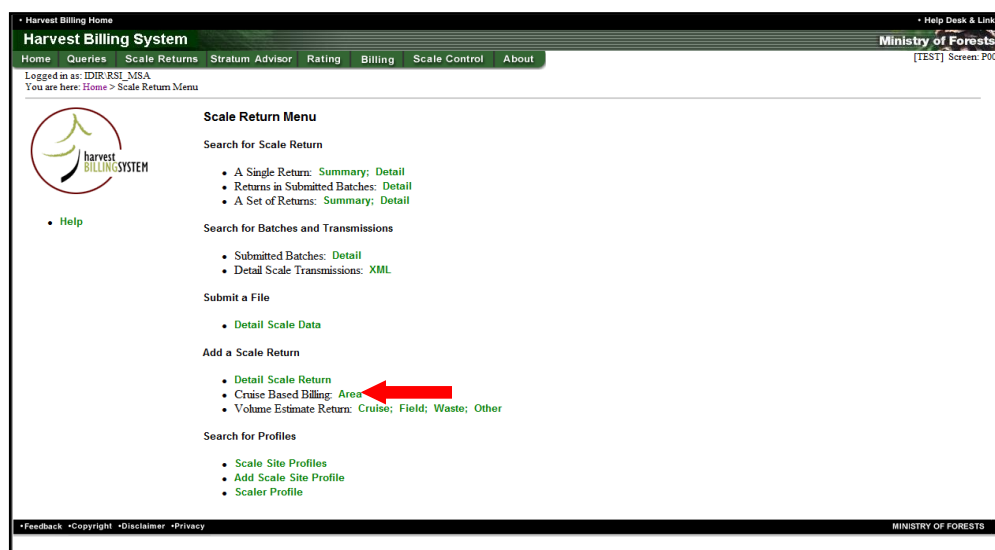 • Harvest Billing Home • Help Desk & Link
Harvest Billing System Ministry of Forests
Home Queries Scale Returns Stratum Advisor Rating Billing Scale Control About
[TEST] Screen: P00
Logged in as: IDIR\RSI_MSA
You are here: Home > Scale Return Menu
harvest
BILLINGSYSTEM
• Help
Scale Return Menu
Search for Scale Return
• A Single Return: Summary; Detail
• Returns in Submitted Batches: Detail
• A Set of Returns: Summary; Detail
Search for Batches and Transmissions
• Submitted Batches: Detail
• Detail Scale Transmissions: XML
Submit a File
• Detail Scale Data
Add a Scale Return
• Detail Scale Return
• Cruise Based Billing: Area
• Volume Estimate Return: Cruise; Field; Waste; Other
Search for Profiles
• Scale Site Profiles
• Add Scale Site Profile
• Scaler Profile
•Feedback •Copyright •Disclaimer •Privacy MINISTRY OF FORESTS